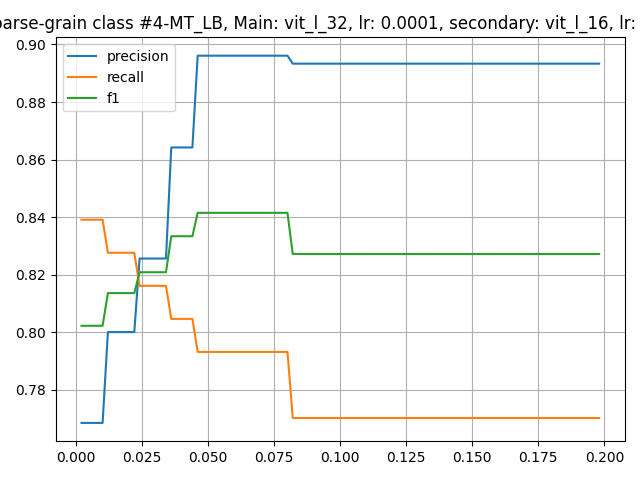 arse-grain class #4-MT_LB, Main: vit_l_32, lr: 0.0001, secondary: vit_l_16, lr:
precision
recall
f1
0.90
0.88
0.86
0.84
0.82
0.80
0.78
0.000 0.025 0.050 0.075 0.100 0.125 0.150 0.175 0.200